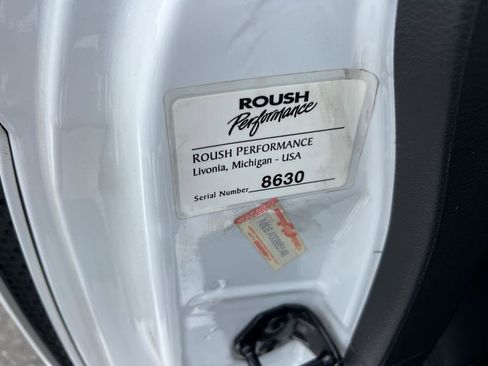 ROUSH
Performance
ROUSH PERFORMANCE
Livonia, Michigan - USA
Serial Number 8630